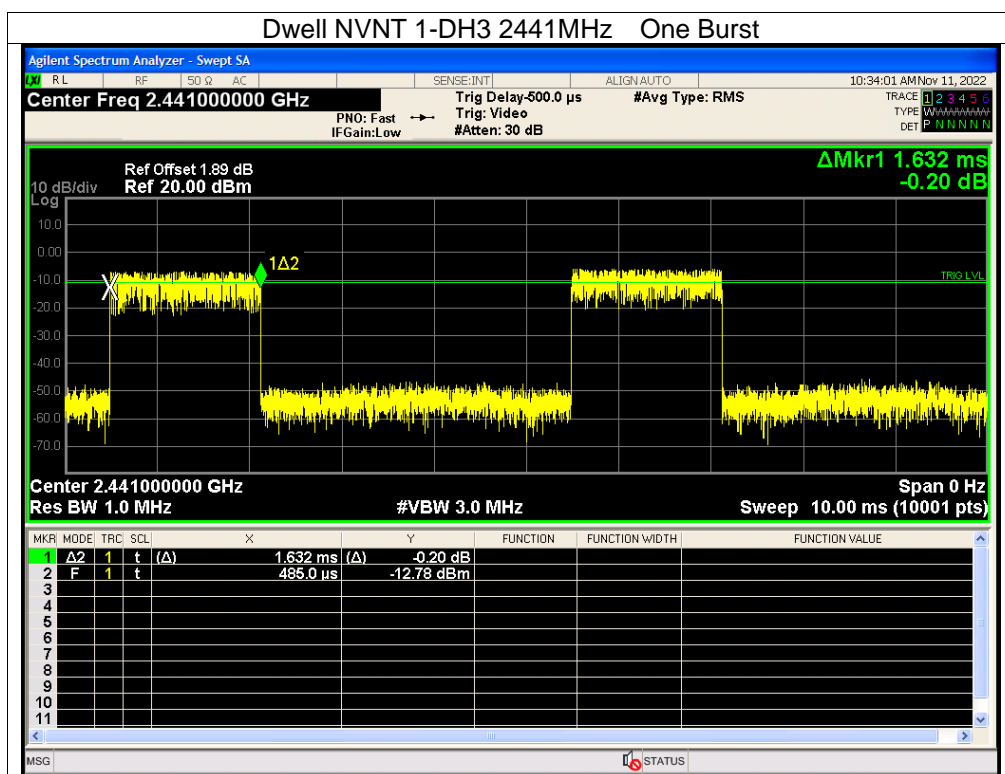 Dwell NVNT 1-DH3 2441MHz One Burst
Agilent Spectrum Analyzer - Swept SA
LXI RL RF 50 Ω AC SENSE:INT ALIGN AUTO 10:34:01 AM Nov 11, 2022
Center Freq 2.441000000 GHz Trig Delay-500.0 µs #Avg Type: RMS TRACE 1 2 3 4 5 6
PNO: Fast Trig: Video TYPE WWWWWW
IFGain:Low #Atten: 30 dB DET P N N N N N
ΔMkr1 1.632 ms
-0.20 dB
Ref Offset 1.89 dB
10 dB/div Ref 20.00 dBm
Log
10.0
0.00
1Δ2
-10.0 TRIG LVL
-20.0
-30.0
-40.0
-50.0
-60.0
-70.0
Center 2.441000000 GHz Span 0 Hz
Res BW 1.0 MHz #VBW 3.0 MHz Sweep 10.00 ms (10001 pts)
MKR MODE TRC SCL X Y FUNCTION FUNCTION WIDTH FUNCTION VALUE
1 Δ2 1 t (Δ) 1.632 ms (Δ) -0.20 dB
2 F 1 t 485.0 µs -12.78 dBm
3
4
5
6
7
8
9
10
11
MSG STATUS